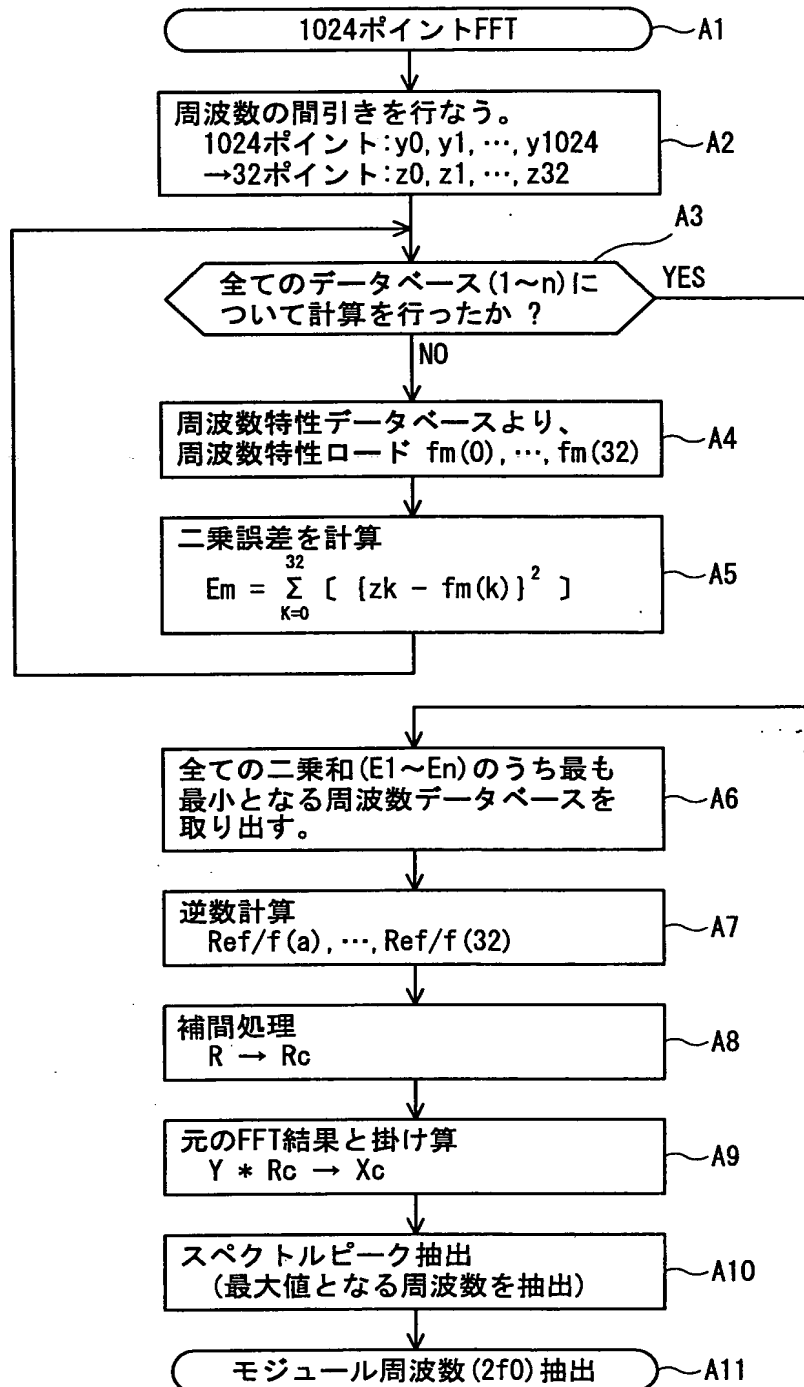 1024ポイントFFT
A1
周波数の間引きを行なう。
1024ポイント:y0, y1, …, y1024
→32ポイント:z0, z1, …, z32
A2
A3
全てのデータベース(1~n)に
ついて計算を行ったか ?
YES
NO
周波数特性データベースより、
周波数特性ロード fm(0), …, fm(32)
A4
二乗誤差を計算
32
Em = Σ 〔 {zk - fm(k)}² 〕
K=0
A5
全ての二乗和(E1~En)のうち最も
最小となる周波数データベースを
取り出す。
A6
逆数計算
Ref/f(a), …, Ref/f(32)
A7
補間処理
R → Rc
A8
元のFFT結果と掛け算
Y * Rc → Xc
A9
スペクトルピーク抽出
(最大値となる周波数を抽出)
A10
モジュール周波数(2f0)抽出
A11